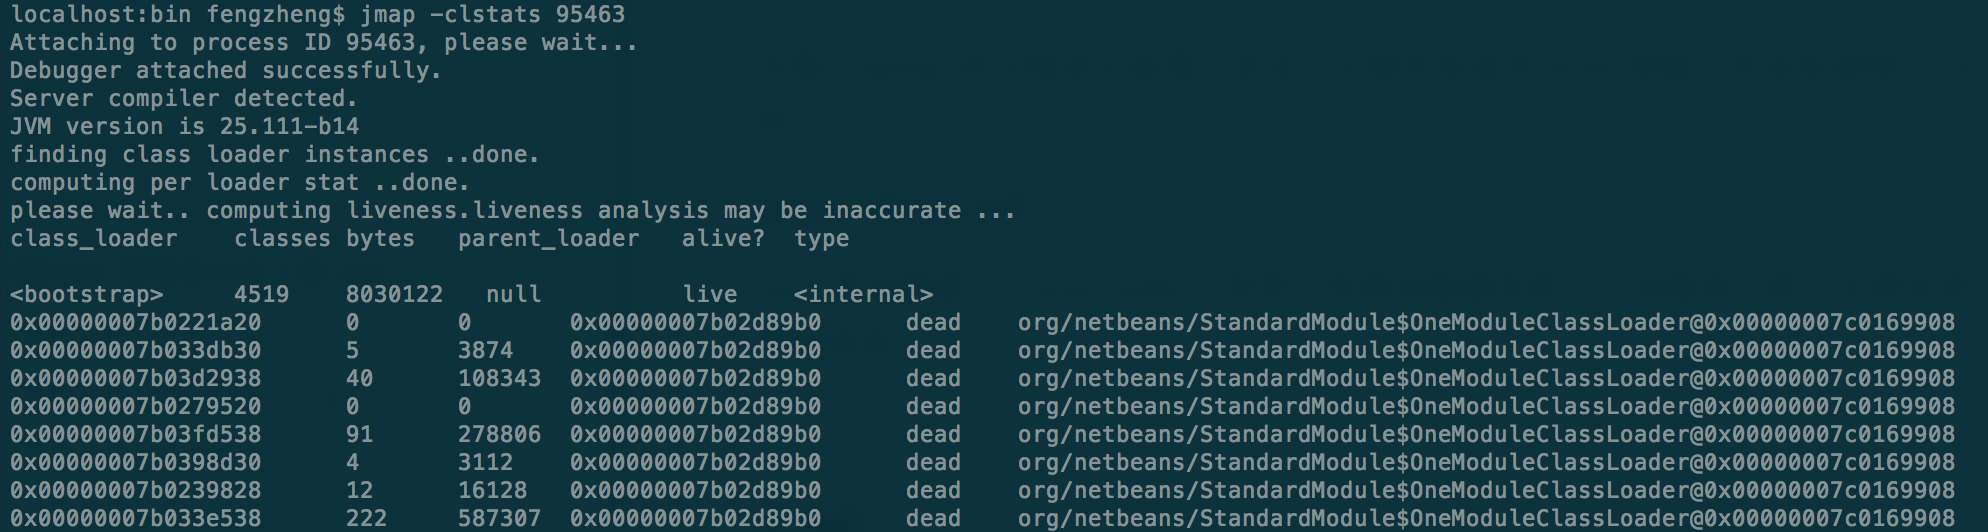 localhost:bin fengzheng$ jmap -clstats 95463
Attaching to process ID 95463, please wait...
Debugger attached successfully.
Server compiler detected.
JVM version is 25.111-b14
finding class loader instances ..done.
computing per loader stat ..done.
please wait.. computing liveness.liveness analysis may be inaccurate ...
class_loader    classes bytes   parent_loader   alive?  type
<bootstrap>     4519    8030122   null          live    <internal>
0x00000007b0221a20      0       0       0x00000007b02d89b0      dead    org/netbeans/StandardModule$OneModuleClassLoader@0x00000007c0169908
0x00000007b033db30      5       3874    0x00000007b02d89b0      dead    org/netbeans/StandardModule$OneModuleClassLoader@0x00000007c0169908
0x00000007b03d2938      40      108343  0x00000007b02d89b0      dead    org/netbeans/StandardModule$OneModuleClassLoader@0x00000007c0169908
0x00000007b0279520      0       0       0x00000007b02d89b0      dead    org/netbeans/StandardModule$OneModuleClassLoader@0x00000007c0169908
0x00000007b03fd538      91      278806  0x00000007b02d89b0      dead    org/netbeans/StandardModule$OneModuleClassLoader@0x00000007c0169908
0x00000007b0398d30      4       3112    0x00000007b02d89b0      dead    org/netbeans/StandardModule$OneModuleClassLoader@0x00000007c0169908
0x00000007b0239828      12      16128   0x00000007b02d89b0      dead    org/netbeans/StandardModule$OneModuleClassLoader@0x00000007c0169908
0x00000007b033e538      222     587307  0x00000007b02d89b0      dead    org/netbeans/StandardModule$OneModuleClassLoader@0x00000007c0169908